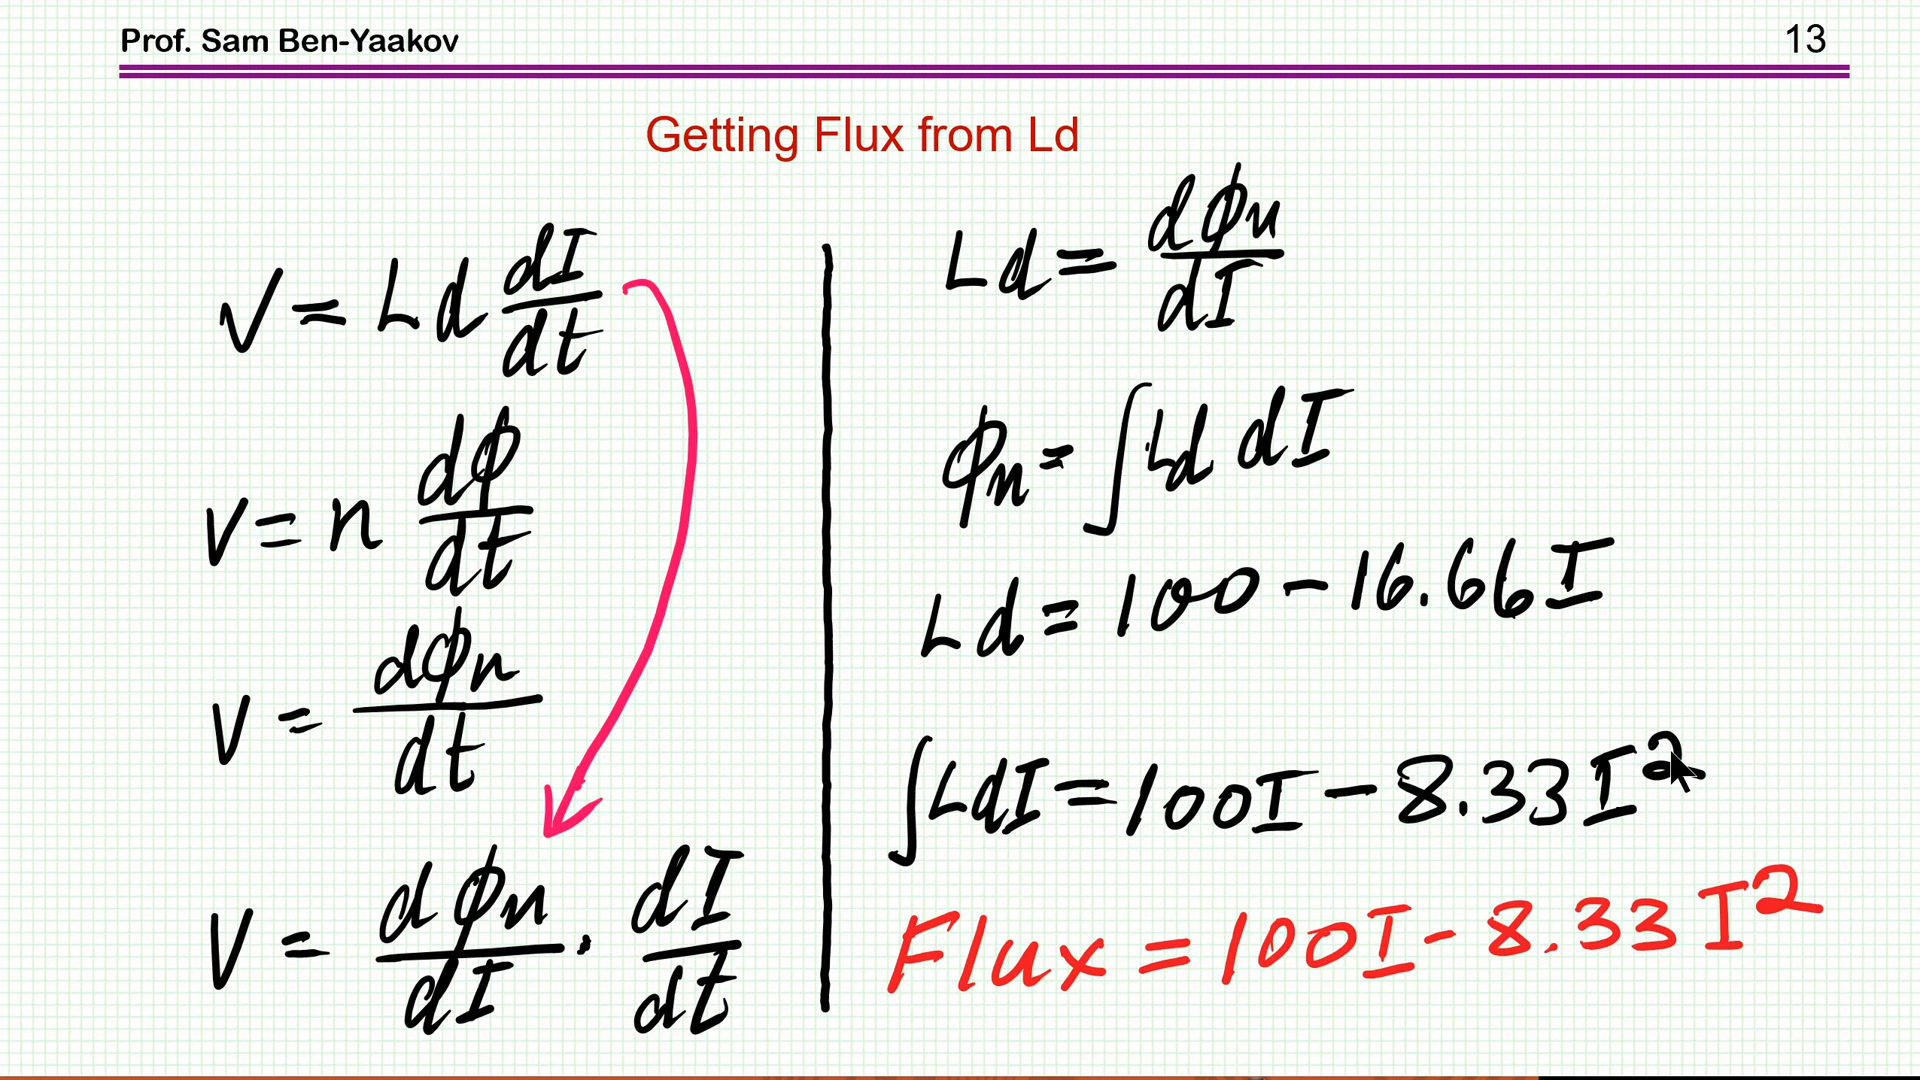 Prof. Sam Ben-Yaakov 13
Getting Flux from Ld
V = Ld dI/dt
V = n dϕ/dt
V = dϕn/dt
V = dϕn/dI · dI/dt
Ld = dϕn/dI
ϕn = ∫Ld dI
Ld = 100 - 16.66I
∫LdI = 100I - 8.33I²
Flux = 100I - 8.33I²